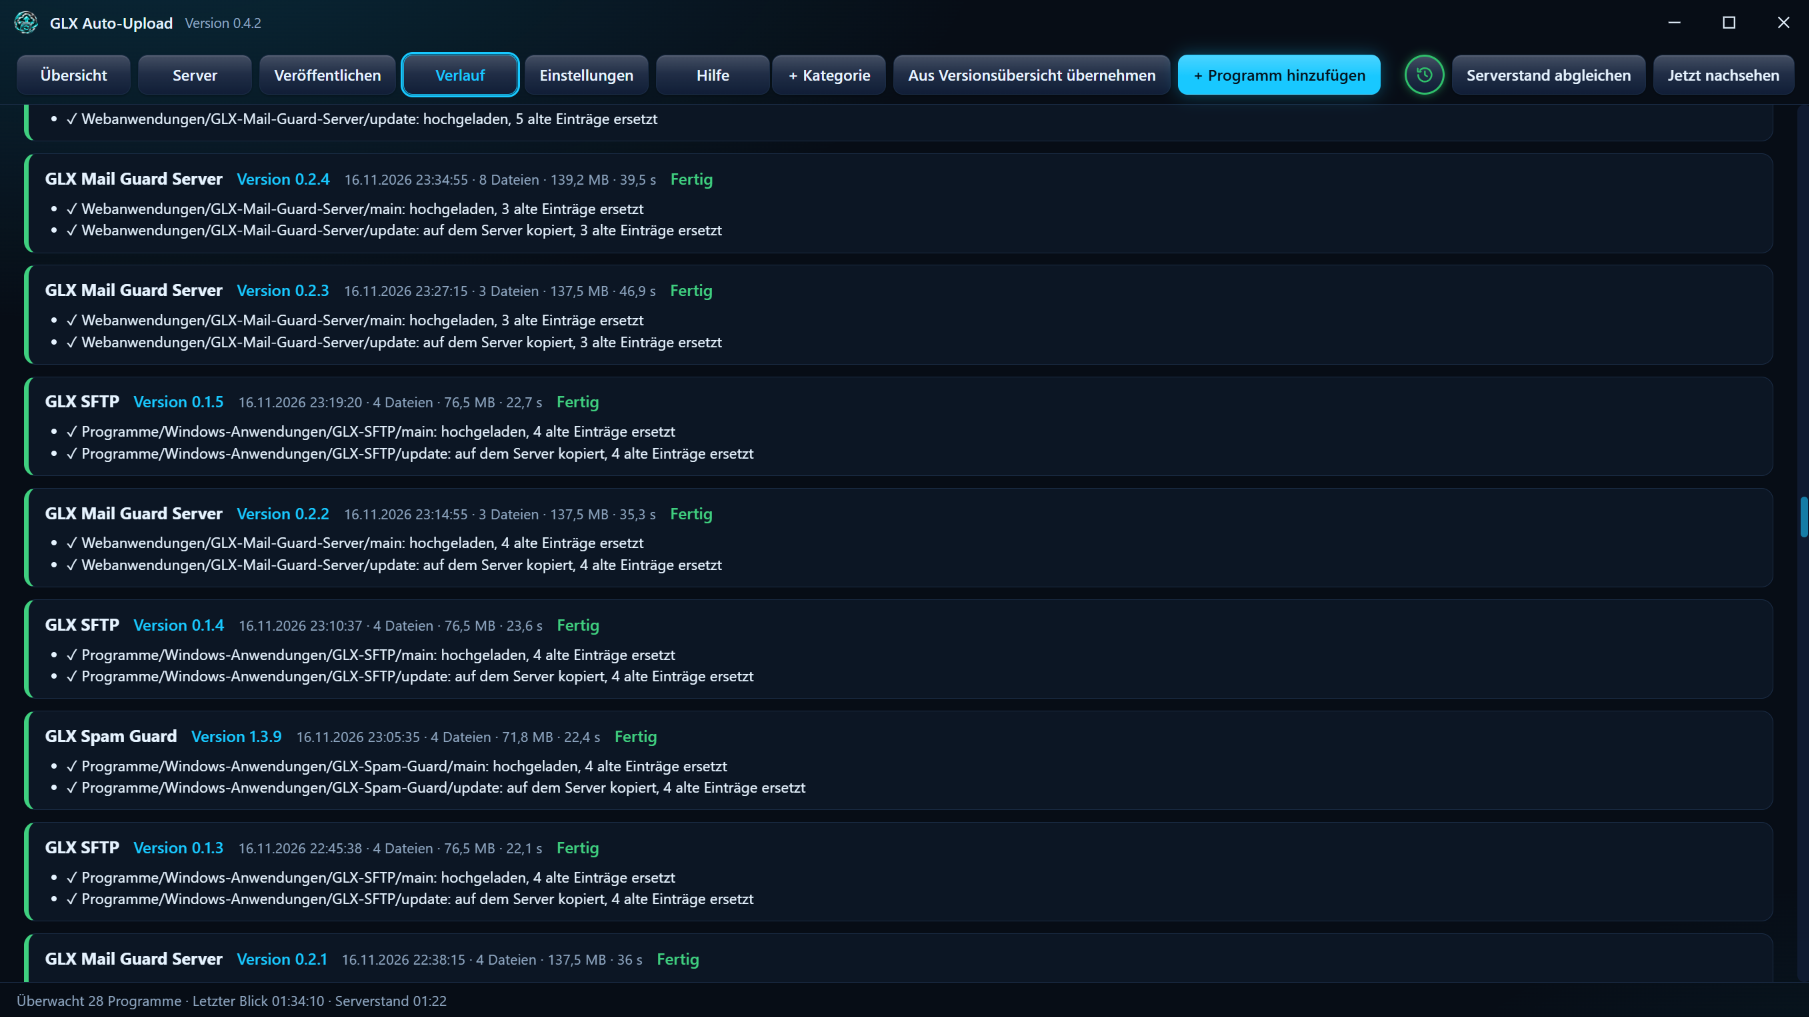 GLX Auto-Upload Version 0.4.2
Übersicht Server Veröffentlichen Verlauf Einstellungen Hilfe + Kategorie Aus Versionsübersicht übernehmen + Programm hinzufügen Serverstand abgleichen Jetzt nachsehen
• ✓ Webanwendungen/GLX-Mail-Guard-Server/update: hochgeladen, 5 alte Einträge ersetzt
GLX Mail Guard Server Version 0.2.4 16.11.2026 23:34:55 · 8 Dateien · 139,2 MB · 39,5 s Fertig
• ✓ Webanwendungen/GLX-Mail-Guard-Server/main: hochgeladen, 3 alte Einträge ersetzt
• ✓ Webanwendungen/GLX-Mail-Guard-Server/update: auf dem Server kopiert, 3 alte Einträge ersetzt
GLX Mail Guard Server Version 0.2.3 16.11.2026 23:27:15 · 3 Dateien · 137,5 MB · 46,9 s Fertig
• ✓ Webanwendungen/GLX-Mail-Guard-Server/main: hochgeladen, 3 alte Einträge ersetzt
• ✓ Webanwendungen/GLX-Mail-Guard-Server/update: auf dem Server kopiert, 3 alte Einträge ersetzt
GLX SFTP Version 0.1.5 16.11.2026 23:19:20 · 4 Dateien · 76,5 MB · 22,7 s Fertig
• ✓ Programme/Windows-Anwendungen/GLX-SFTP/main: hochgeladen, 4 alte Einträge ersetzt
• ✓ Programme/Windows-Anwendungen/GLX-SFTP/update: auf dem Server kopiert, 4 alte Einträge ersetzt
GLX Mail Guard Server Version 0.2.2 16.11.2026 23:14:55 · 3 Dateien · 137,5 MB · 35,3 s Fertig
• ✓ Webanwendungen/GLX-Mail-Guard-Server/main: hochgeladen, 4 alte Einträge ersetzt
• ✓ Webanwendungen/GLX-Mail-Guard-Server/update: auf dem Server kopiert, 4 alte Einträge ersetzt
GLX SFTP Version 0.1.4 16.11.2026 23:10:37 · 4 Dateien · 76,5 MB · 23,6 s Fertig
• ✓ Programme/Windows-Anwendungen/GLX-SFTP/main: hochgeladen, 4 alte Einträge ersetzt
• ✓ Programme/Windows-Anwendungen/GLX-SFTP/update: auf dem Server kopiert, 4 alte Einträge ersetzt
GLX Spam Guard Version 1.3.9 16.11.2026 23:05:35 · 4 Dateien · 71,8 MB · 22,4 s Fertig
• ✓ Programme/Windows-Anwendungen/GLX-Spam-Guard/main: hochgeladen, 4 alte Einträge ersetzt
• ✓ Programme/Windows-Anwendungen/GLX-Spam-Guard/update: auf dem Server kopiert, 4 alte Einträge ersetzt
GLX SFTP Version 0.1.3 16.11.2026 22:45:38 · 4 Dateien · 76,5 MB · 22,1 s Fertig
• ✓ Programme/Windows-Anwendungen/GLX-SFTP/main: hochgeladen, 4 alte Einträge ersetzt
• ✓ Programme/Windows-Anwendungen/GLX-SFTP/update: auf dem Server kopiert, 4 alte Einträge ersetzt
GLX Mail Guard Server Version 0.2.1 16.11.2026 22:38:15 · 4 Dateien · 137,5 MB · 36 s Fertig
Überwacht 28 Programme · Letzter Blick 01:34:10 · Serverstand 01:22